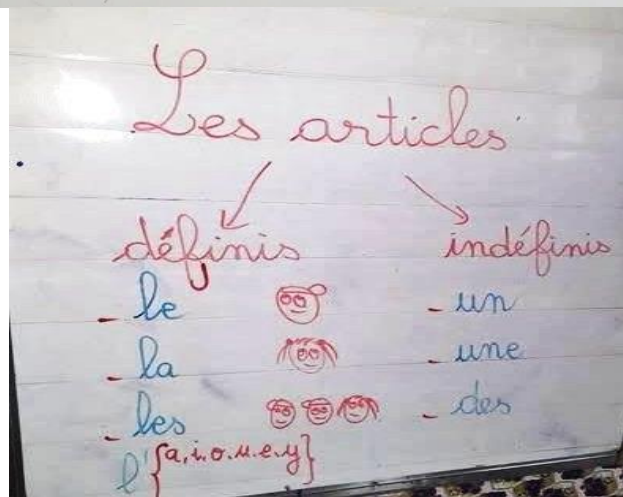 Les articles
définis indéfinis
- le - un
- la - une
- les - des
l' {a, i. o. u. e. y}